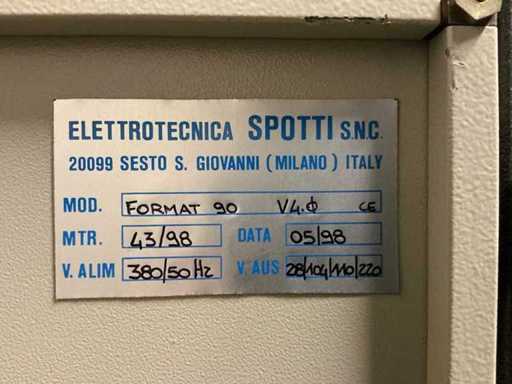 ELETTROTECNICA SPOTTI S.N.C.
20099 SESTO S. GIOVANNI (MILANO) ITALY
MOD. FORMAT 90 V4.φ CE
MTR. 43/98 DATA 05/98
V. ALIM 380/50Hz V. AUS 28/104/110/220